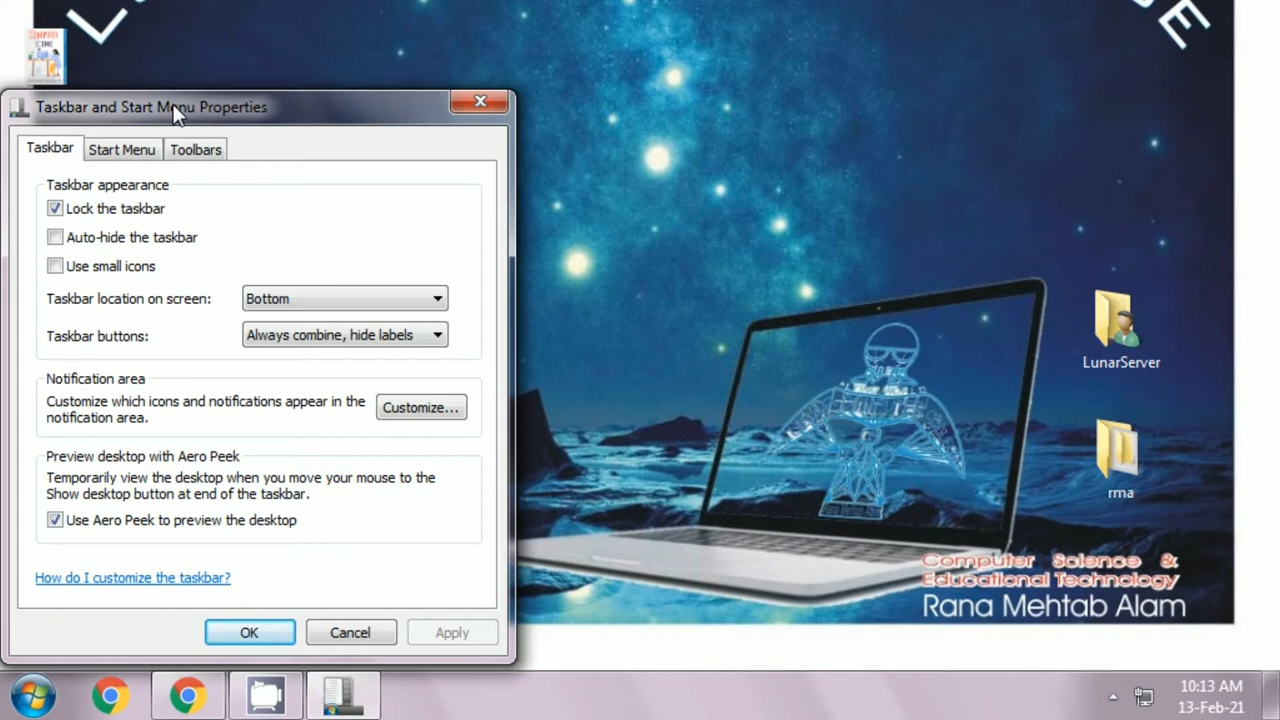 Taskbar and Start Menu Properties
Taskbar
Start Menu
Toolbars
Taskbar appearance
Lock the taskbar
Auto-hide the taskbar
Use small icons
Taskbar location on screen:
Bottom
Taskbar buttons:
Always combine, hide labels
Notification area
Customize which icons and notifications appear in the
notification area.
Customize...
Preview desktop with Aero Peek
Temporarily view the desktop when you move your mouse to the
Show desktop button at end of the taskbar.
Use Aero Peek to preview the desktop
How do I customize the taskbar?
OK
Cancel
Apply
LunarServer
rma
Computer Science &
Educational Technology
Rana Mehtab Alam
10:13 AM
13-Feb-21